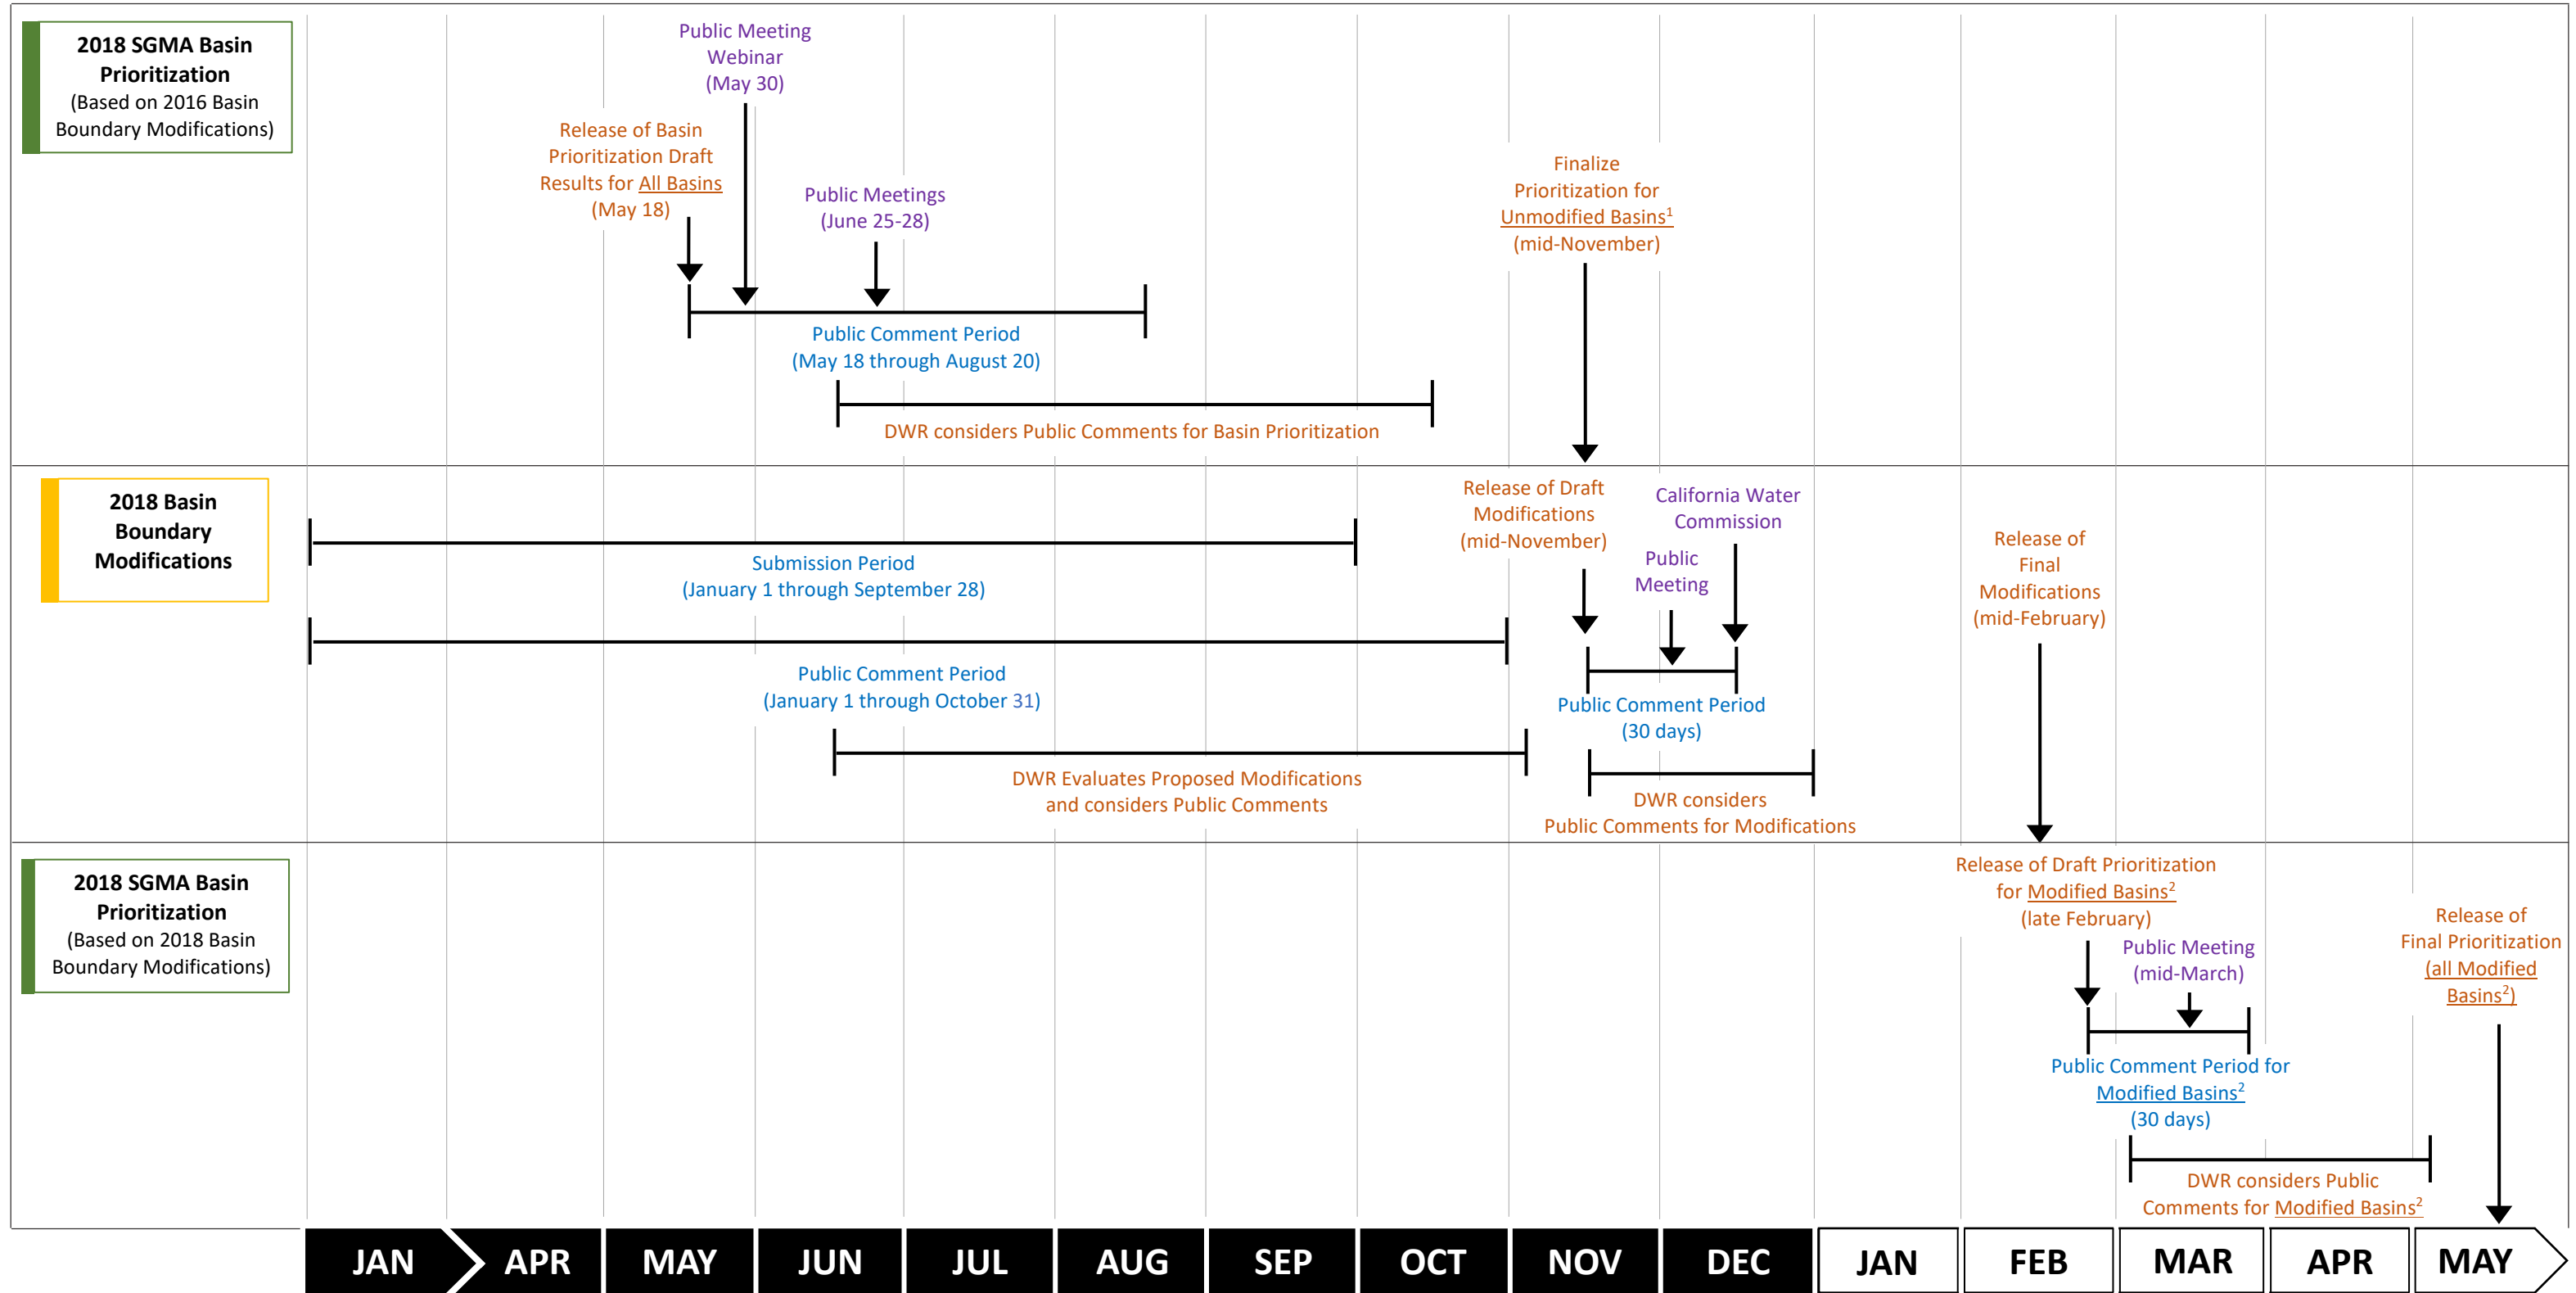 2018 SGMA Basin
Prioritization
(Based on 2016 Basin
Boundary Modifications)
Public Meeting
Webinar
(May 30)
Release of Basin
Prioritization Draft
Results for All Basins
(May 18)
Public Meetings
(June 25-28)
Finalize
Prioritization for
Unmodified Basins¹
(mid-November)
Public Comment Period
(May 18 through August 20)
DWR considers Public Comments for Basin Prioritization
2018 Basin
Boundary
Modifications
Submission Period
(January 1 through September 28)
Public Comment Period
(January 1 through October 31)
DWR Evaluates Proposed Modifications
and considers Public Comments
Release of Draft
Modifications
(mid-November)
Public
Meeting
California Water
Commission
Public Comment Period
(30 days)
DWR considers
Public Comments for Modifications
Release of
Final
Modifications
(mid-February)
2018 SGMA Basin
Prioritization
(Based on 2018 Basin
Boundary Modifications)
Release of Draft Prioritization
for Modified Basins²
(late February)
Public Meeting
(mid-March)
Public Comment Period for
Modified Basins²
(30 days)
DWR considers Public
Comments for Modified Basins²
Release of
Final Prioritization
(all Modified
Basins²)
JAN APR MAY JUN JUL AUG SEP OCT NOV DEC JAN FEB MAR APR MAY